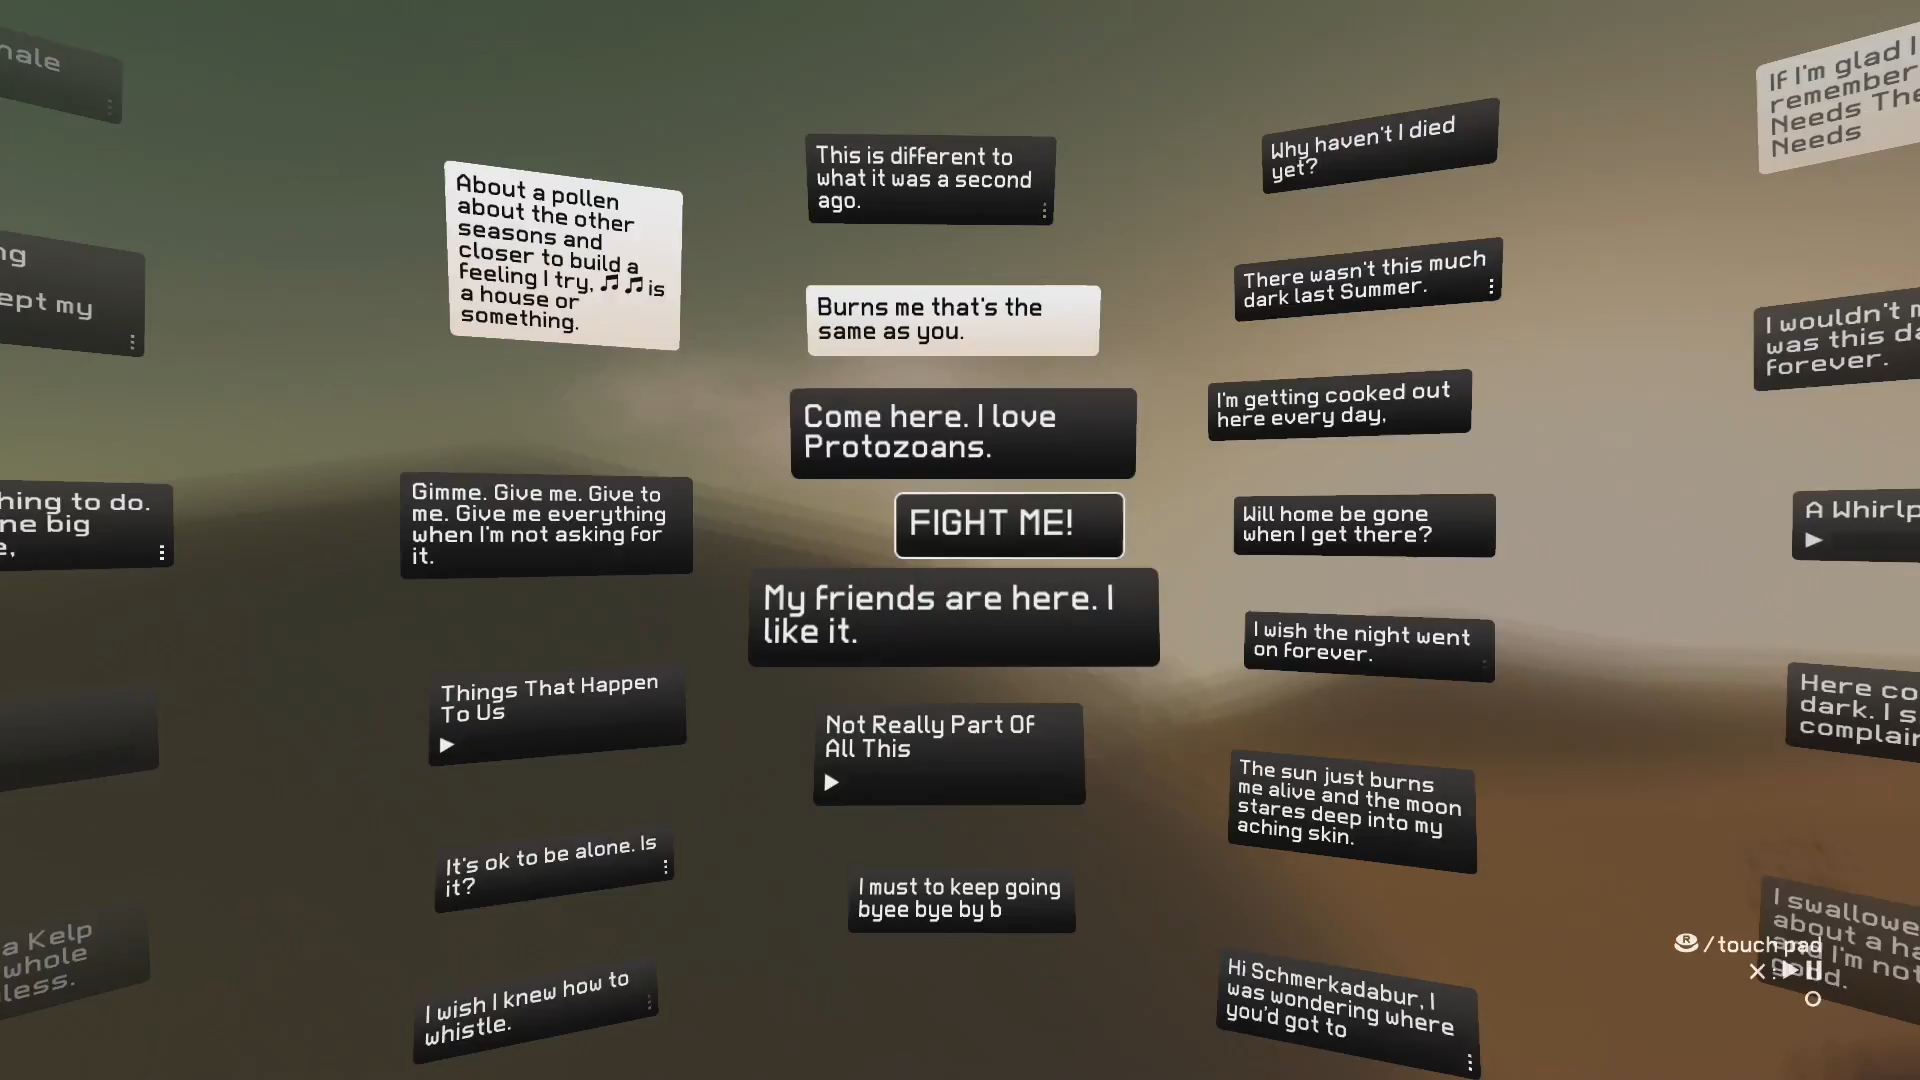 ept my
hing to do.
ne big
a Kelp
whole
less.
About a pollen
about the other
seasons and
closer to build a
feeling I try, 🎵🎵is
a house or
something.
Gimme. Give me. Give to
me. Give me everything
when I'm not asking for
it.
Things That Happen
To Us
It's ok to be alone. Is
it?
I wish I knew how to
whistle.
This is different to
what it was a second
ago.
Burns me that's the
same as you.
Come here. I love
Protozoans.
FIGHT ME!
My friends are here. I
like it.
Not Really Part Of
All This
I must to keep going
byee bye by b
Why haven't I died
yet?
There wasn't this much
dark last Summer.
I'm getting cooked out
here every day,
Will home be gone
when I get there?
I wish the night went
on forever.
The sun just burns
me alive and the moon
stares deep into my
aching skin.
Hi Schmerkadabur, I
was wondering where
you'd got to
If I'm glad I
remember
Needs The
Needs
I wouldn't
was this
forever.
A Whirlp
Here co
dark. I s
complain
I swallowe
about a ha
and I'm not
good.
R/touch pad